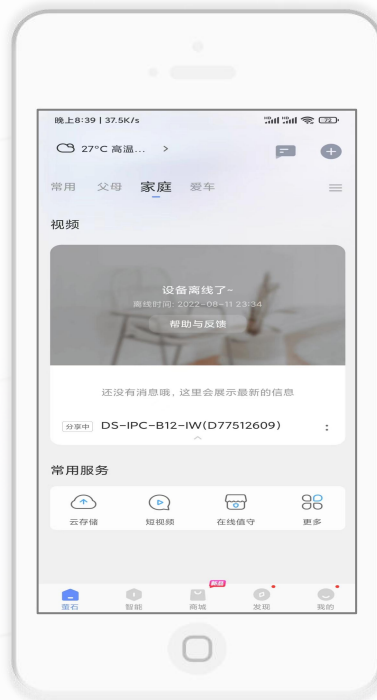 晚上8:39 | 37.5K/s
27°C 高温... >
常用 父母 家庭 爱车
视频
设备离线了~
离线时间: 2022-08-11 23:34
帮助与反馈
还没有消息哦, 这里会展示最新的信息
分享中 DS-IPC-B12-IW(D77512609)
常用服务
云存储 短视频 在线值守 更多
萤石 智能 商城 发现 我的